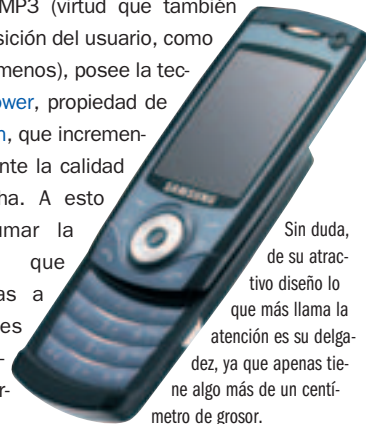 MP3 (virtud que también
sición del usuario, como
menos), posee la tec-
ower, propiedad de
n, que incremen-
nte la calidad
ha. A esto
umar la
que
as a
es
-
r-
SAMSUNG
Sin duda,
de su atrac-
tivo diseño lo
que más llama la
atención es su delga-
dez, ya que apenas tie-
ne algo más de un centí-
metro de grosor.